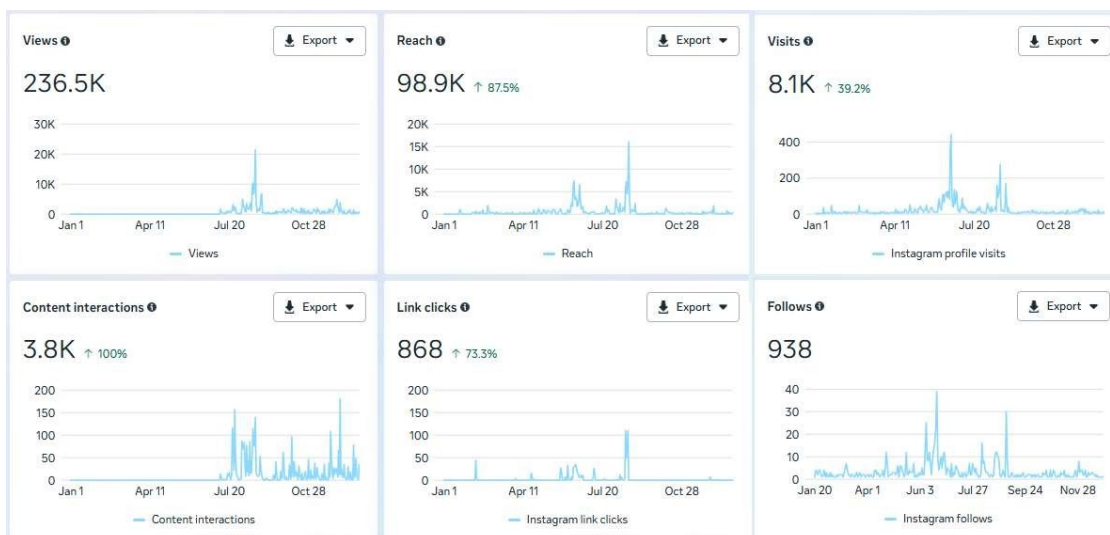 Views
Export
236.5K
30K
20K
10K
0
Jan 1 Apr 11 Jul 20 Oct 28
Views
Reach
Export
98.9K ↑ 87.5%
20K
15K
10K
5K
0
Jan 1 Apr 11 Jul 20 Oct 28
Reach
Visits
Export
8.1K ↑ 39.2%
400
200
0
Jan 1 Apr 11 Jul 20 Oct 28
Instagram profile visits
Content interactions
Export
3.8K ↑ 100%
200
150
100
50
0
Jan 1 Apr 11 Jul 20 Oct 28
Content interactions
Link clicks
Export
868 ↑ 73.3%
200
150
100
50
0
Jan 1 Apr 11 Jul 20 Oct 28
Instagram link clicks
Follows
Export
938
40
30
20
10
0
Jan 20 Apr 1 Jun 3 Jul 27 Sep 24 Nov 28
Instagram follows